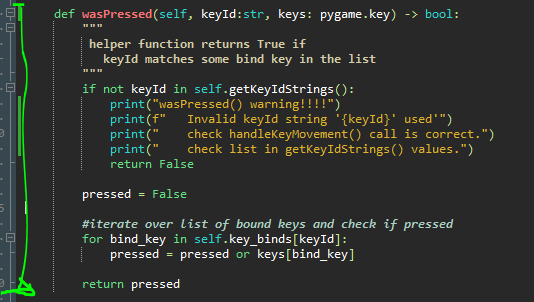 def wasPressed(self, keyId:str, keys: pygame.key) -> bool:
"""
helper function returns True if
keyId matches some bind key in the list
"""
if not keyId in self.getKeyIdStrings():
print("wasPressed() warning!!!!")
print(f"   Invalid keyId string '{keyId}' used'")
print("   check handleKeyMovement() call is correct.")
print("   check list in getKeyIdStrings() values.")
return False
pressed = False
#iterate over list of bound keys and check if pressed
for bind_key in self.key_binds[keyId]:
pressed = pressed or keys[bind_key]
return pressed